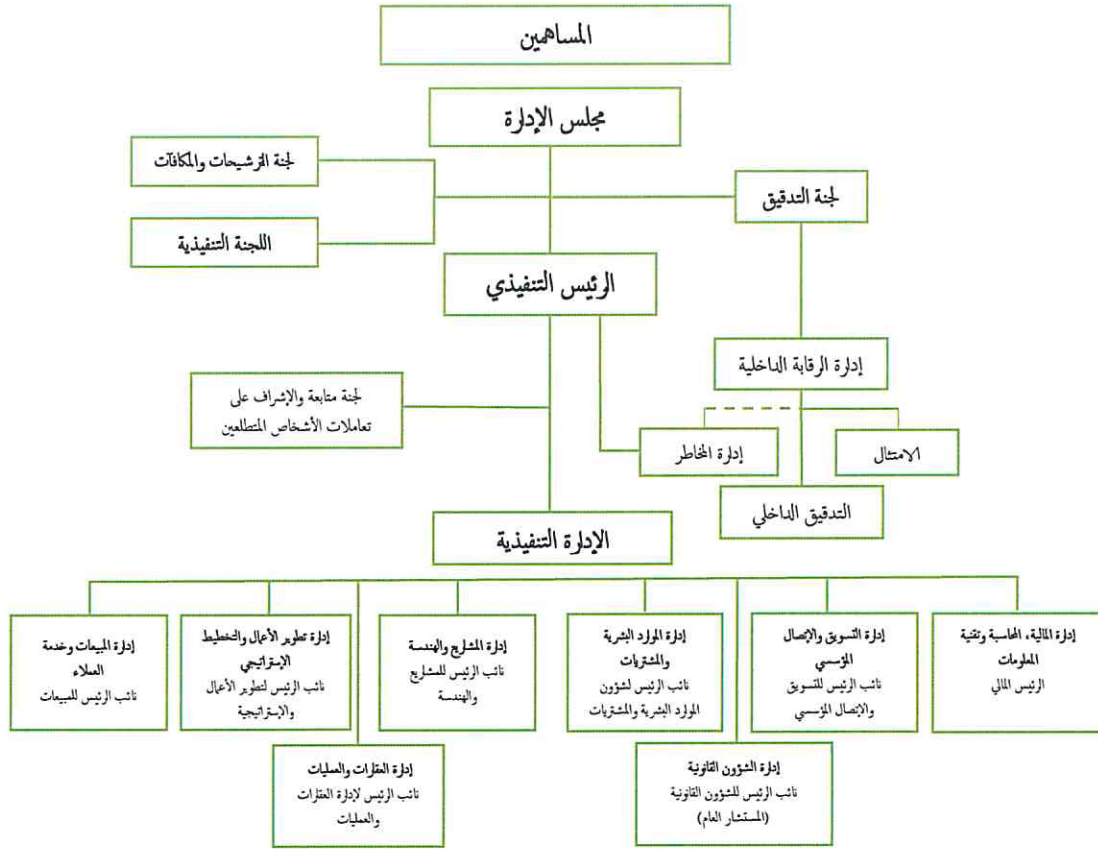 المساهمين
مجلس الإدارة
لجنة الترشيحات والمكافآت
لجنة التدقيق
اللجنة التنفيذية
الرئيس التنفيذي
إدارة الرقابة الداخلية
لجنة متابعة والإشراف على
تعاملات الأشخاص المتطلعين
إدارة المخاطر
الامتثال
التدقيق الداخلي
الإدارة التنفيذية
إدارة المالية، المحاسبة وتقنية
المعلومات
الرئيس المالي
إدارة التسويق والإتصال
المؤسسي
نائب الرئيس للتسويق
والإتصال المؤسسي
إدارة الموارد البشرية
والمشتريات
نائب الرئيس لشؤون
الموارد البشرية والمشتريات
إدارة المشاريع والهندسة
نائب الرئيس للمشاريع
والهندسة
إدارة تطوير الأعمال والتخطيط
الإستراتيجي
نائب الرئيس لتطوير الأعمال
والإستراتيجية
إدارة المبيعات وخدمة
العملاء
نائب الرئيس للمبيعات
إدارة الشؤون القانونية
نائب الرئيس للشؤون القانونية
(المستشار العام)
إدارة العقارات والعمليات
نائب الرئيس لإدارة العقارات
والعمليات